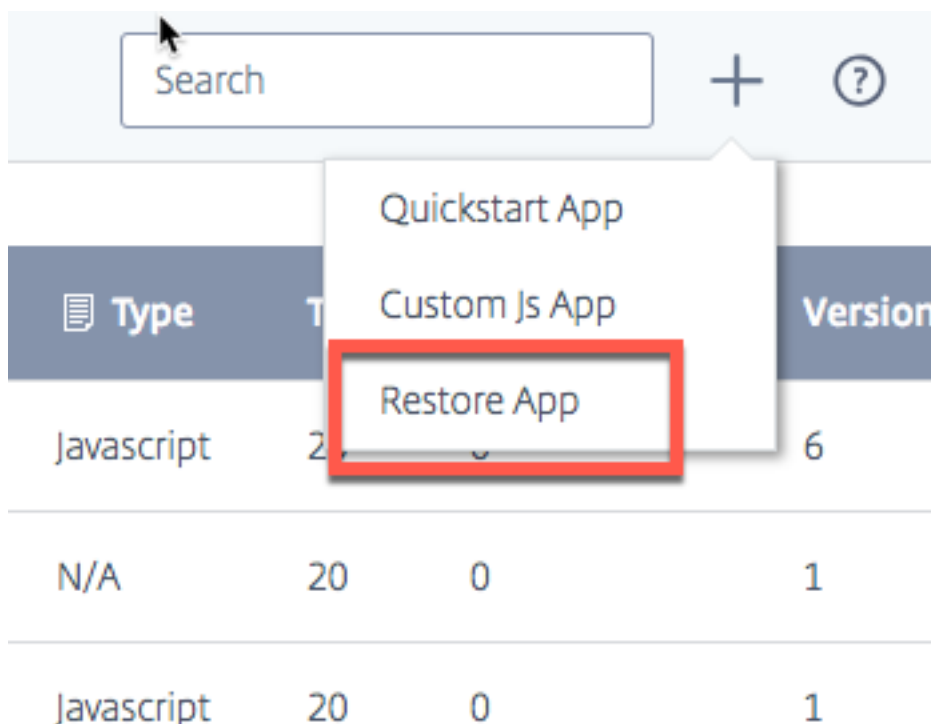 Search
?
Quickstart App
Custom Js App
Restore App
Type T Version
Javascript 2 6
N/A 20 0 1
Javascript 20 0 1